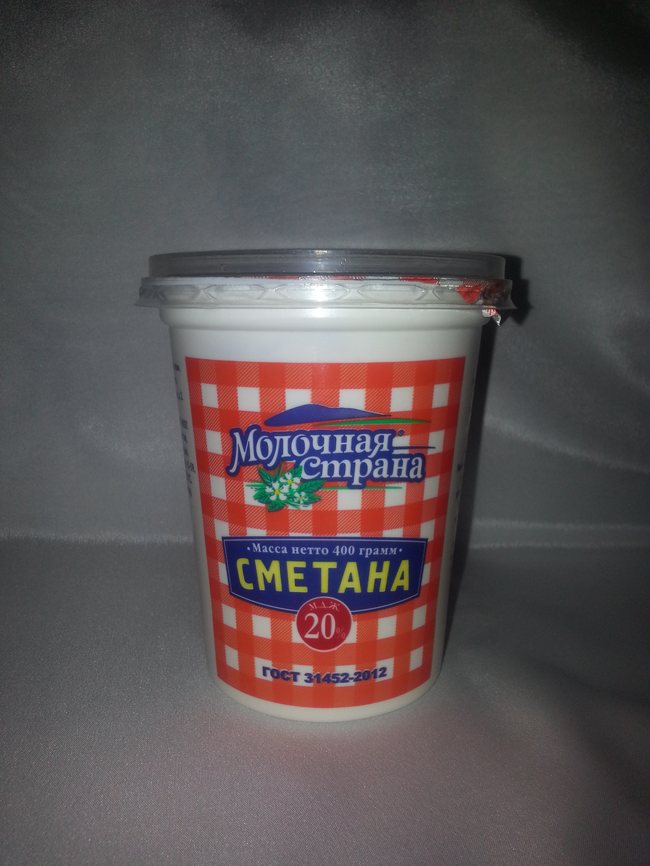 Молочная
страна
Масса нетто 400 грамм
СМЕТАНА
М.Д.Ж
20%
ГОСТ 31452-2012